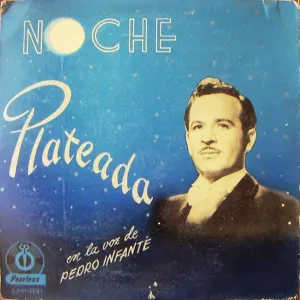 NOCHE
Plateada
en la voz de
PEDRO INFANTE
Peerless